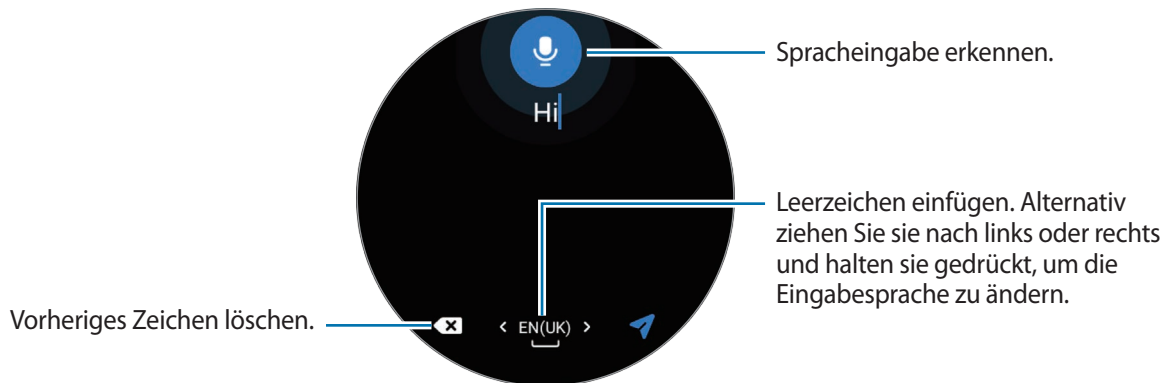 Spracheingabe erkennen.
Hi
Leerzeichen einfügen. Alternativ
ziehen Sie sie nach links oder rechts
und halten sie gedrückt, um die
Eingabesprache zu ändern.
Vorheriges Zeichen löschen.
< EN(UK) >